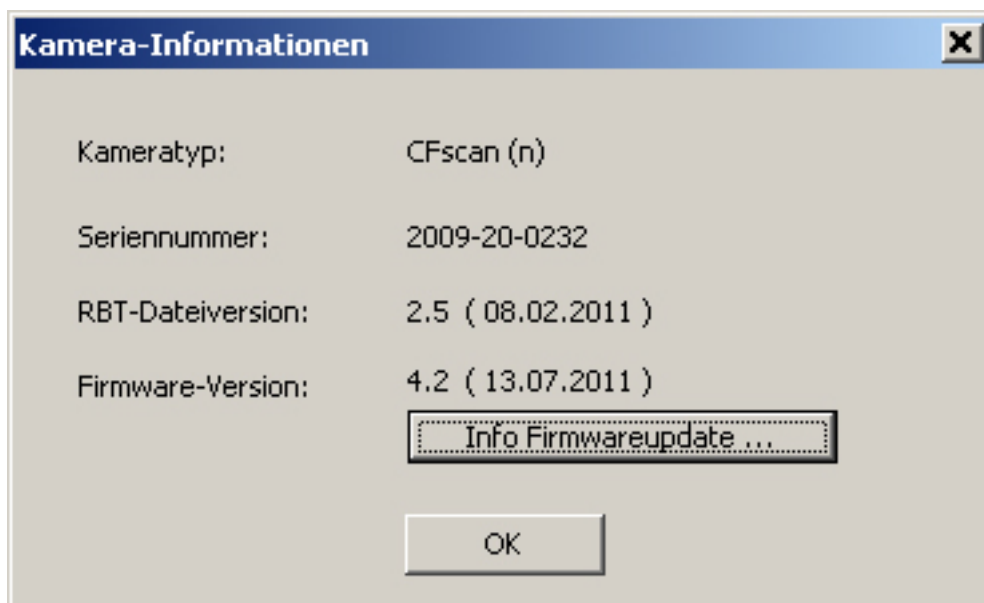 Kamera-Informationen
Kameratyp: CFscan (n)
Seriennummer: 2009-20-0232
RBT-Dateiversion: 2.5 ( 08.02.2011 )
Firmware-Version: 4.2 ( 13.07.2011 )
Info Firmwareupdate ...
OK